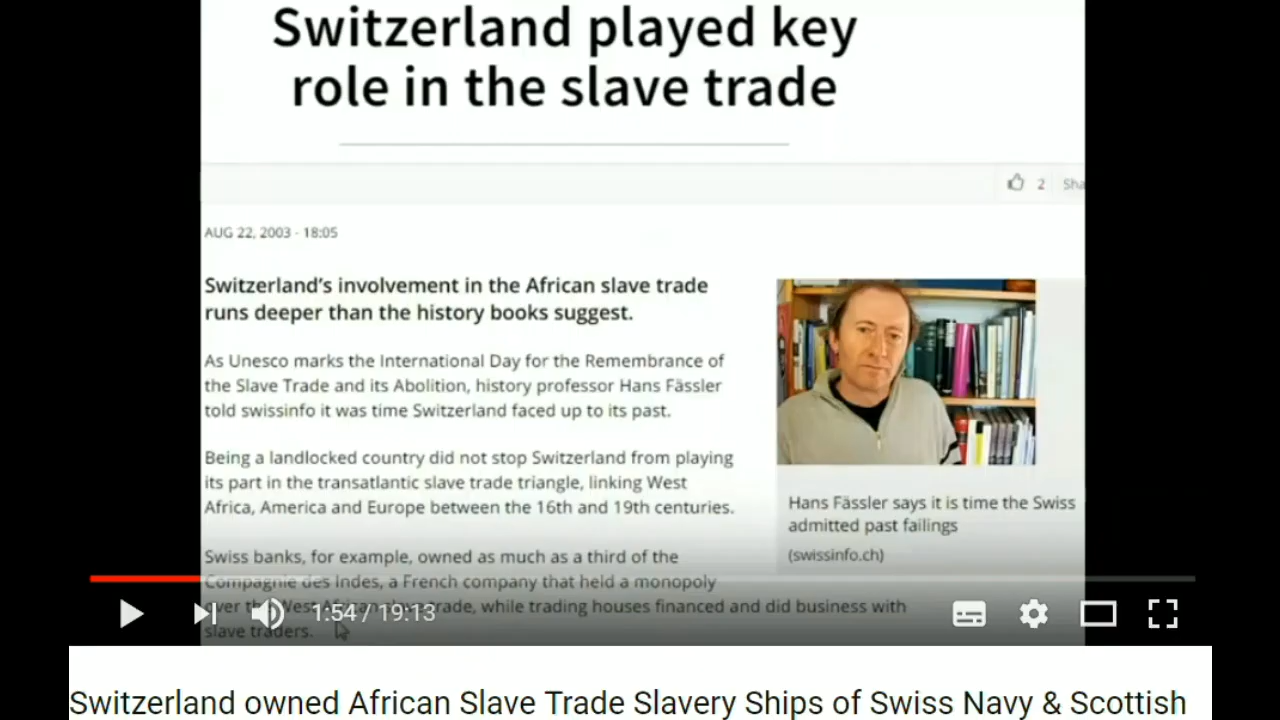 Switzerland played key
role in the slave trade
2 Sha
AUG 22, 2003 - 18:05
Switzerland's involvement in the African slave trade
runs deeper than the history books suggest.
As Unesco marks the International Day for the Remembrance of
the Slave Trade and its Abolition, history professor Hans Fässler
told swissinfo it was time Switzerland faced up to its past.
Being a landlocked country did not stop Switzerland from playing
its part in the transatlantic slave trade triangle, linking West
Africa, America and Europe between the 16th and 19th centuries.
Swiss banks, for example, owned as much as a third of the
Compagnie des Indes, a French company that held a monopoly
over the West African slave trade, while trading houses financed and did business with
slave traders.
Hans Fässler says it is time the Swiss
admitted past failings
(swissinfo.ch)
1:54 / 19:13
Switzerland owned African Slave Trade Slavery Ships of Swiss Navy & Scottish